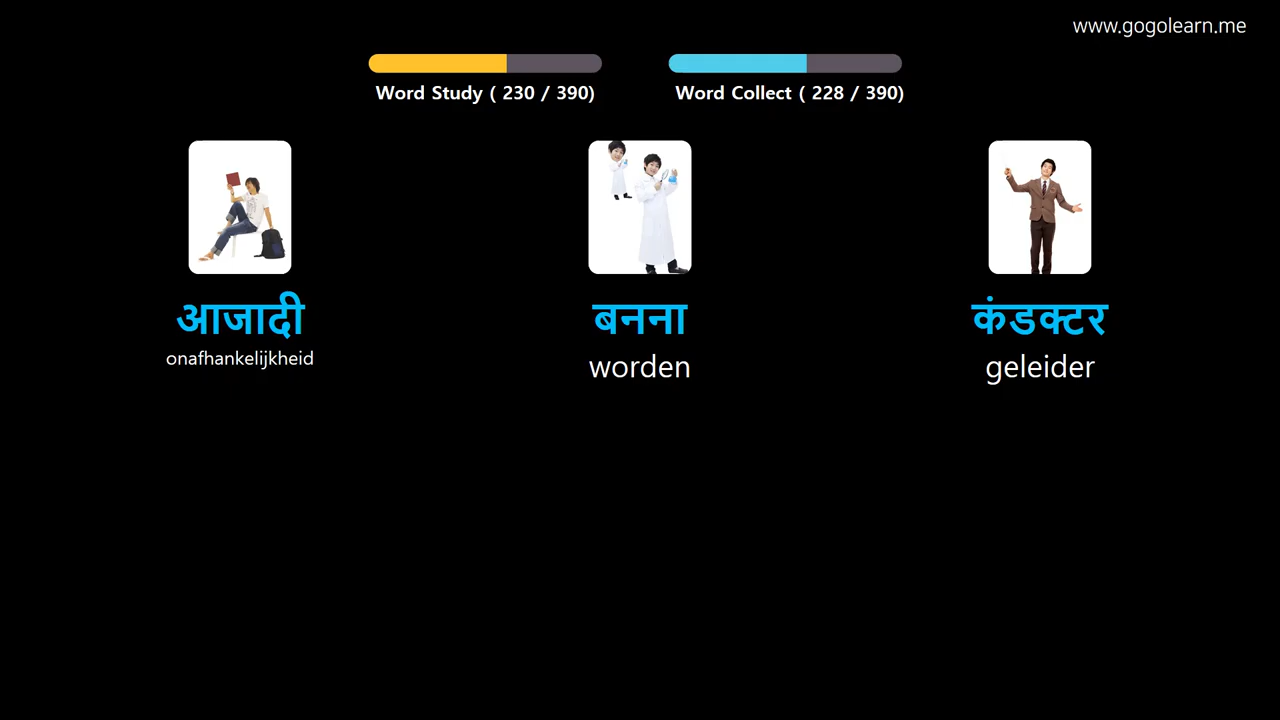 www.gogolearn.me
Word Study ( 230 / 390)
Word Collect ( 228 / 390)
आजादी
बनना
कंडक्टर
onafhankelijkheid
worden
geleider